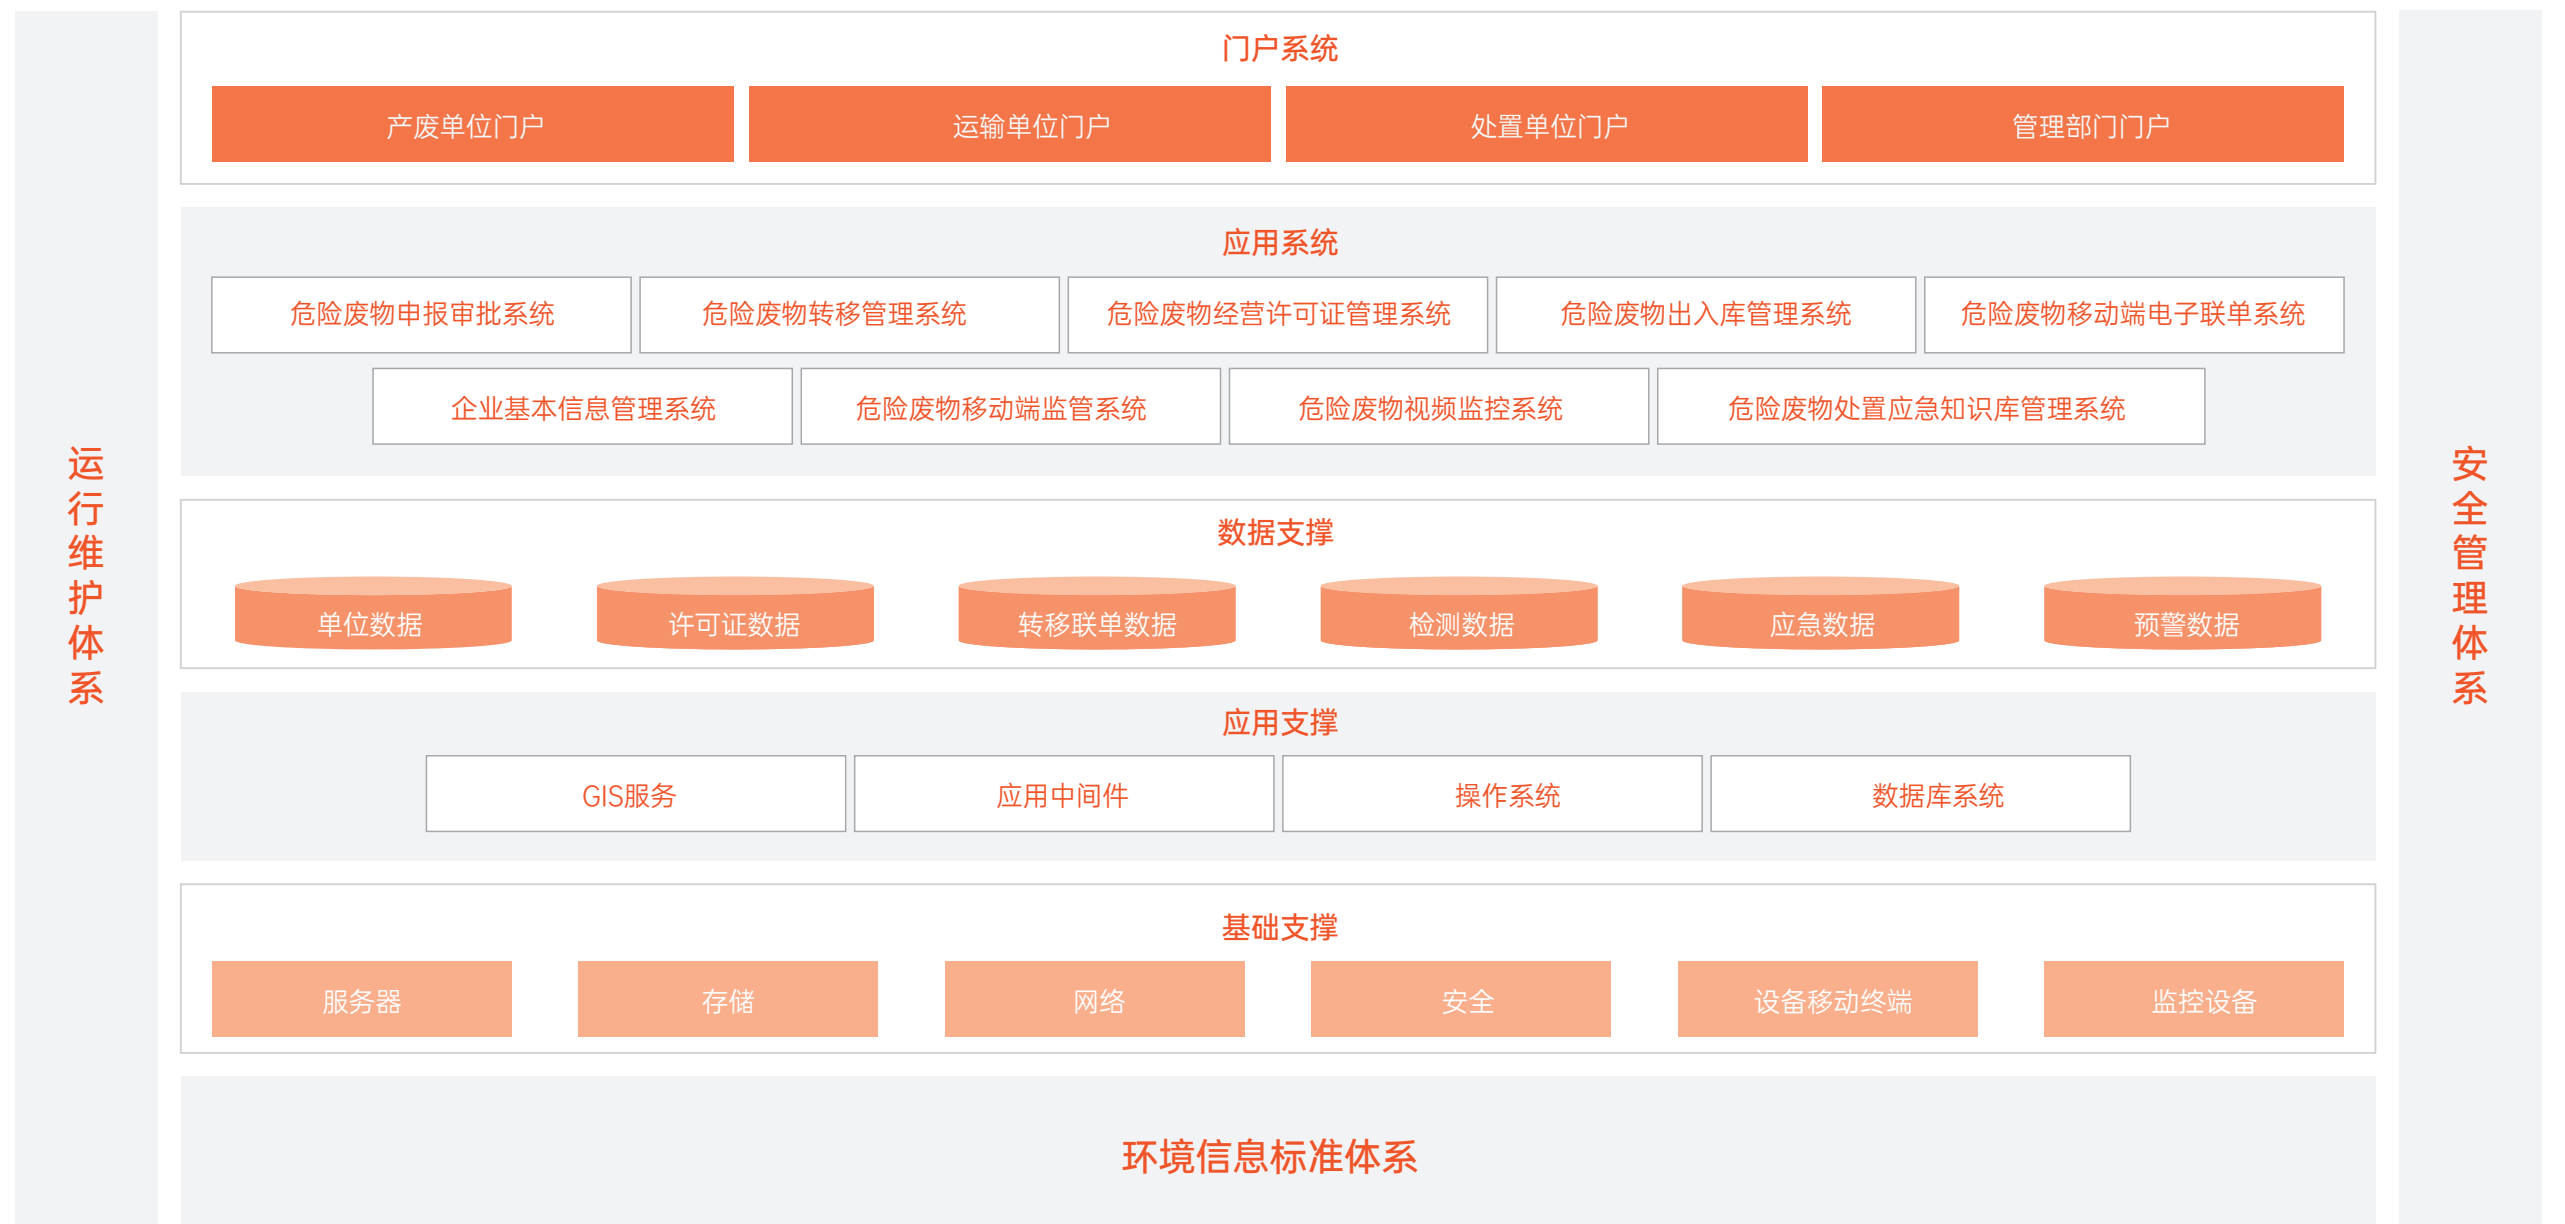 门户系统
产废单位门户
运输单位门户
处置单位门户
管理部门门户
应用系统
危险废物申报审批系统
危险废物转移管理系统
危险废物经营许可证管理系统
危险废物出入库管理系统
危险废物移动端电子联单系统
企业基本信息管理系统
危险废物移动端监管系统
危险废物视频监控系统
危险废物处置应急知识库管理系统
运行维护体系
安全管理体系
数据支撑
单位数据
许可证数据
转移联单数据
检测数据
应急数据
预警数据
应用支撑
GIS服务
应用中间件
操作系统
数据库系统
基础支撑
服务器
存储
网络
安全
设备移动终端
监控设备
环境信息标准体系